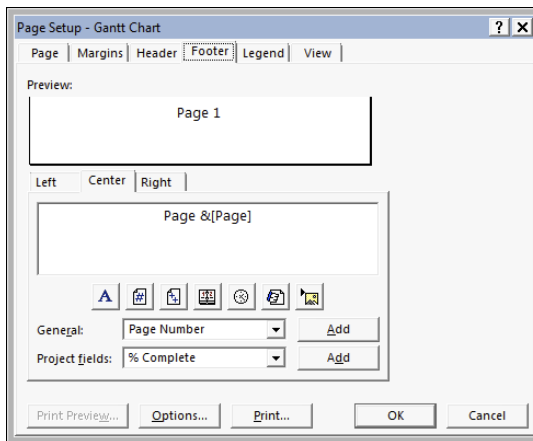 Page Setup - Gantt Chart
Page Margins Header Footer Legend View
Preview:
Page 1
Left Center Right
Page &[Page]
A
General: Page Number Add
Project fields: % Complete Add
Print Preview... Options... Print... OK Cancel